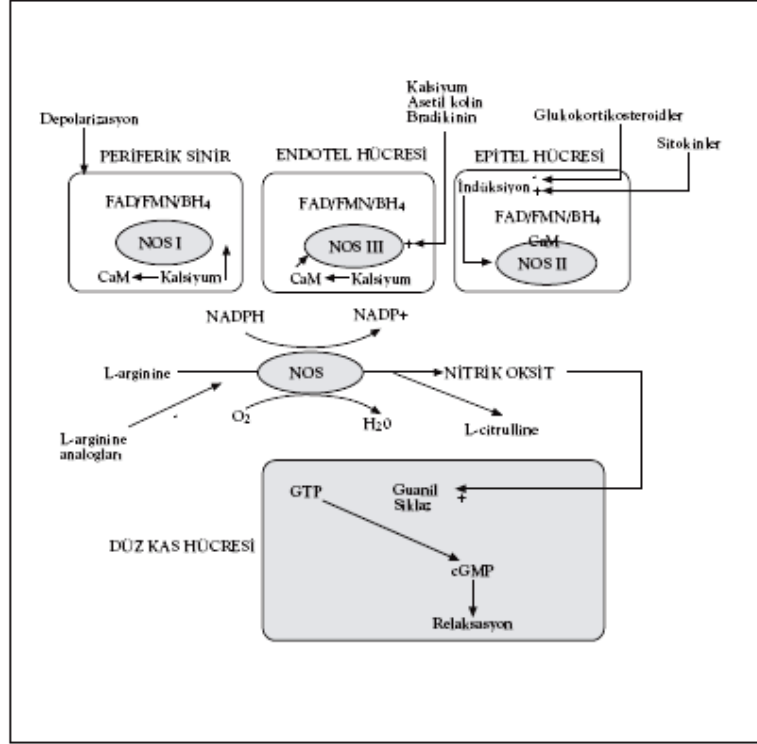 Kalsiyum
Asetil kolin
Bradikinin
Glukokortikosteroidler
Depolarizasyon
Sitokinler
PERİFERİK SİNİR
ENDOTEL HÜCRESİ
EPİTEL HÜCRESİ
FAD/FMN/BH4
NOS I
CaM
Kalsiyum
FAD/FMN/BH4
NOS III
+
CaM
Kalsiyum
-
İndüksiyon +
FAD/FMN/BH4
CaM
NOS II
NADPH
NADP+
L-arginine
NOS
NİTRİK OKSİT
O2
H20
L-citrulline
-
L-arginine
analogları
GTP
Guanil
Siklaz
+
DÜZ KAS HÜCRESİ
cGMP
Relaksasyon